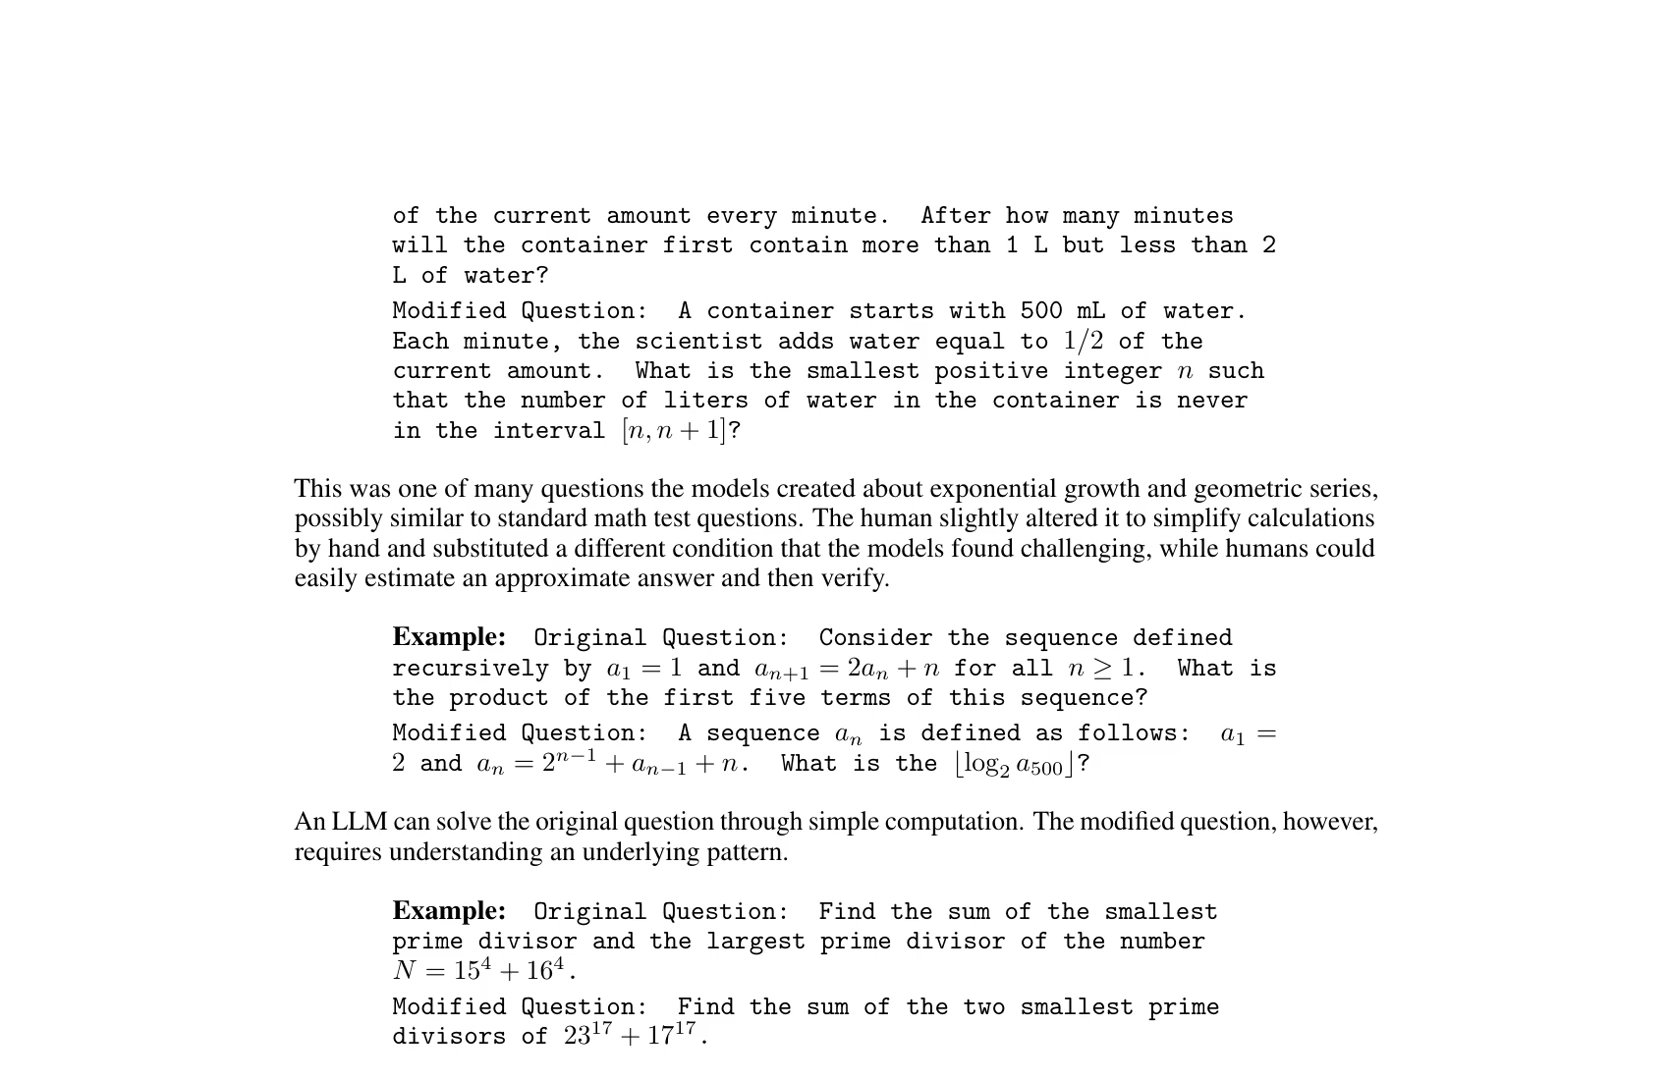 of the current amount every minute. After how many minutes
will the container first contain more than 1 L but less than 2
L of water?
Modified Question: A container starts with 500 mL of water.
Each minute, the scientist adds water equal to 1/2 of the
current amount. What is the smallest positive integer n such
that the number of liters of water in the container is never
in the interval [n, n + 1]?
This was one of many questions the models created about exponential growth and geometric series,
possibly similar to standard math test questions. The human slightly altered it to simplify calculations
by hand and substituted a different condition that the models found challenging, while humans could
easily estimate an approximate answer and then verify.
Example: Original Question: Consider the sequence defined
recursively by a₁ = 1 and aₙ₊₁ = 2aₙ + n for all n ≥ 1. What is
the product of the first five terms of this sequence?
Modified Question: A sequence aₙ is defined as follows: a₁ =
2 and aₙ = 2ⁿ⁻¹ + aₙ₋₁ + n. What is the ⌊log₂ a₅₀₀⌋?
An LLM can solve the original question through simple computation. The modified question, however,
requires understanding an underlying pattern.
Example: Original Question: Find the sum of the smallest
prime divisor and the largest prime divisor of the number
N = 15⁴ + 16⁴.
Modified Question: Find the sum of the two smallest prime
divisors of 23¹⁷ + 17¹⁷.